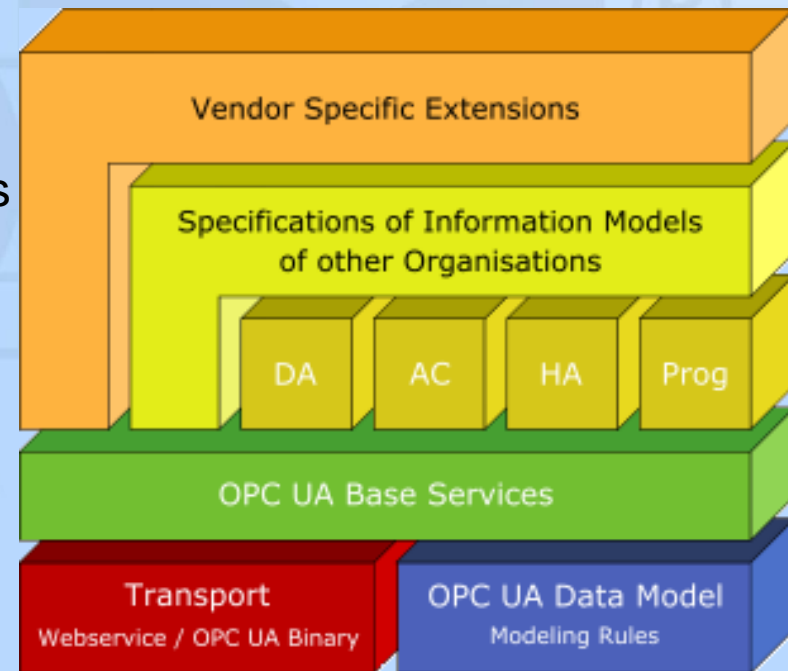 Vendor Specific Extensions
s
Specifications of Information Models
of other Organisations
DA AC HA Prog
OPC UA Base Services
Transport
Webservice / OPC UA Binary
OPC UA Data Model
Modeling Rules